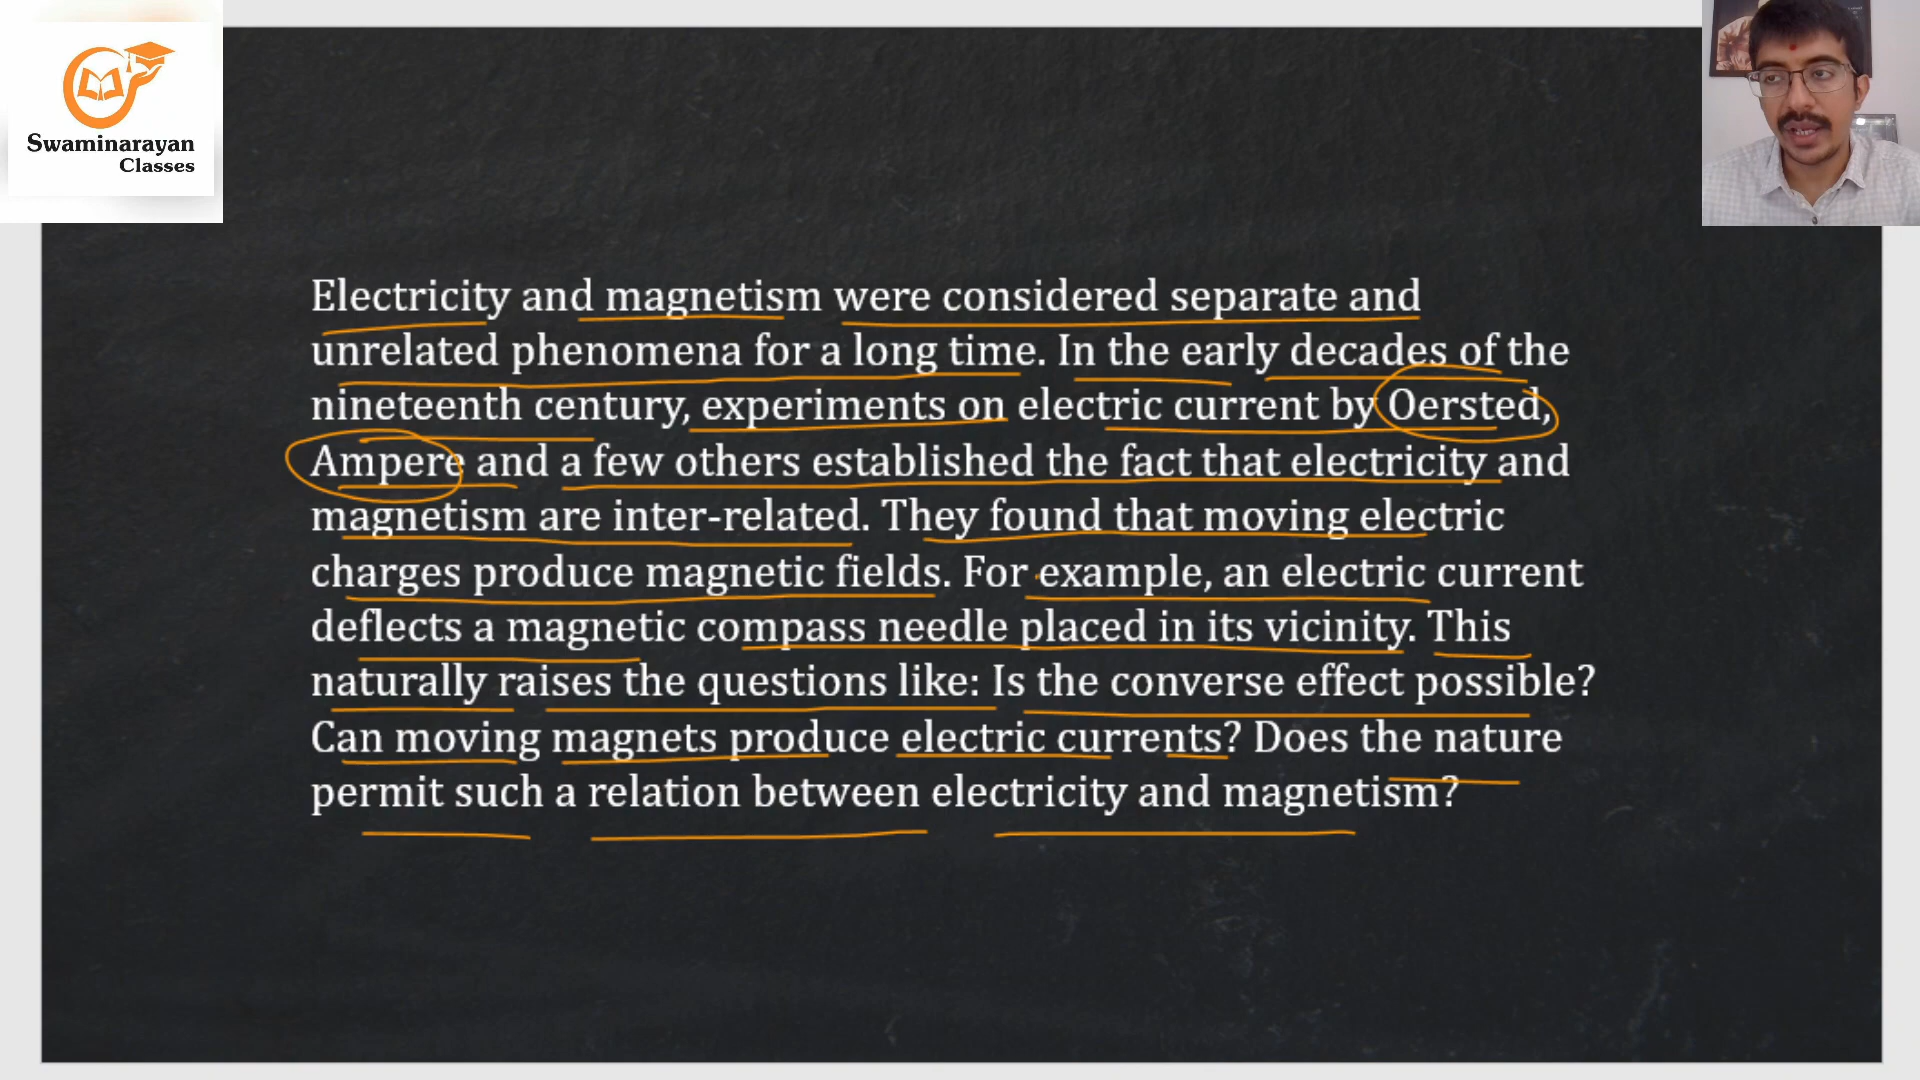 Swaminarayan
Classes
Electricity and magnetism were considered separate and
unrelated phenomena for a long time. In the early decades of the
nineteenth century, experiments on electric current by Oersted,
Ampere and a few others established the fact that electricity and
magnetism are inter-related. They found that moving electric
charges produce magnetic fields. For example, an electric current
deflects a magnetic compass needle placed in its vicinity. This
naturally raises the questions like: Is the converse effect possible?
Can moving magnets produce electric currents? Does the nature
permit such a relation between electricity and magnetism?